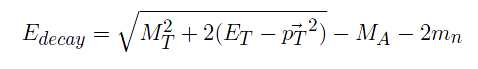 $E_{decay} = \sqrt{M_T^2 + 2(E_T - \vec{p_T}^2)} - M_A - 2m_n$